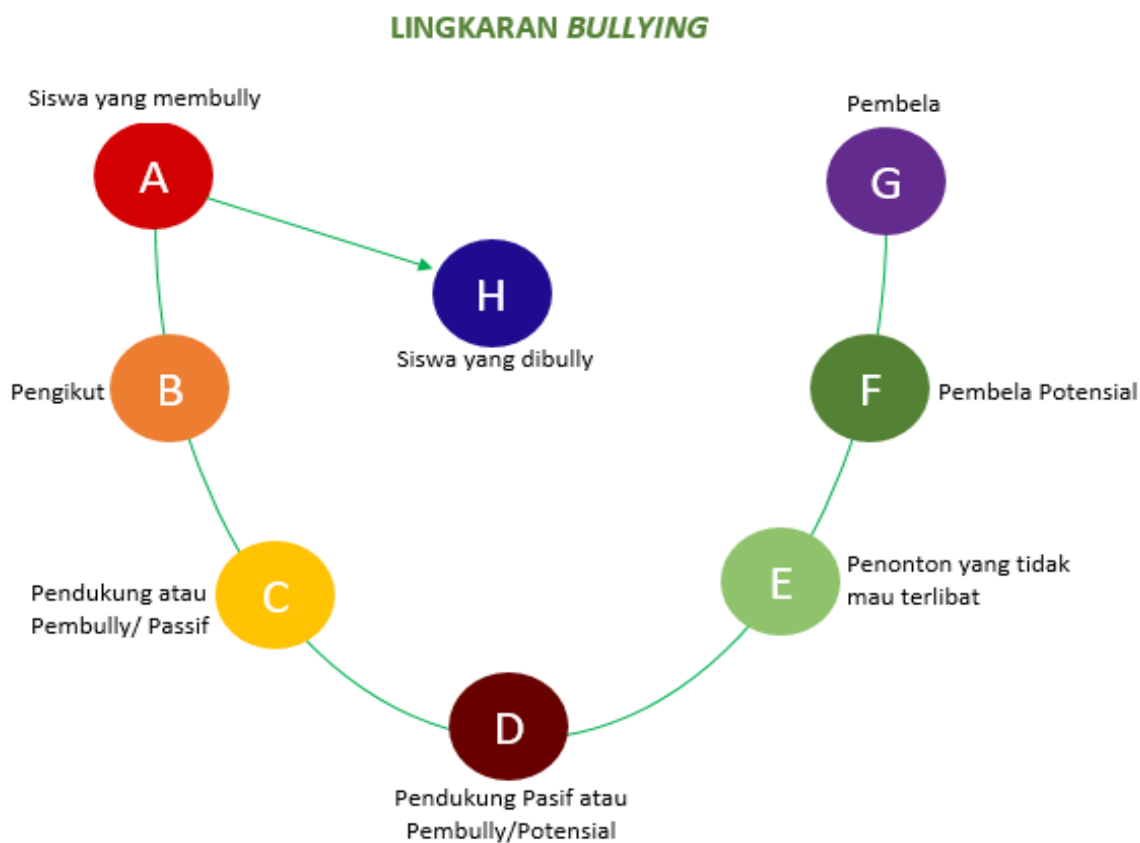 LINGKARAN BULLYING
Siswa yang membully
A
Pembela
G
H
Siswa yang dibully
Pengikut
B
F
Pembela Potensial
Pendukung atau
Pembully/ Passif
C
E
Penonton yang tidak
mau terlibat
D
Pendukung Pasif atau
Pembully/Potensial